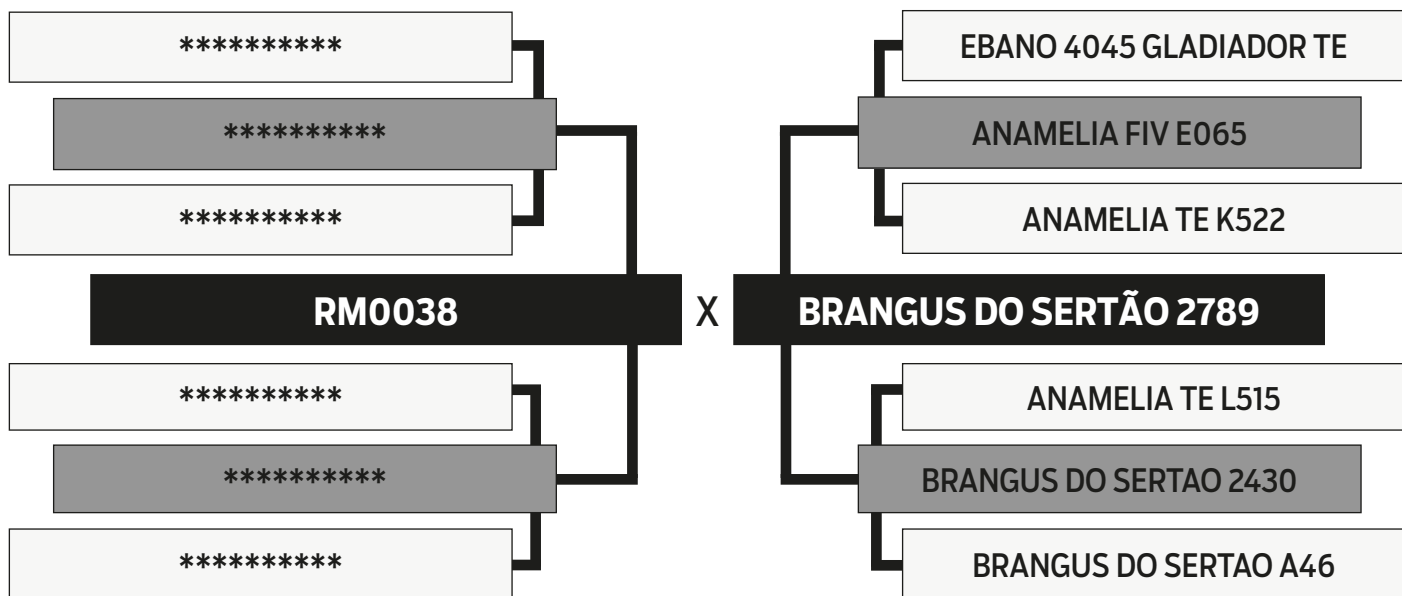 **********
**********
**********
RM0038
**********
**********
**********
X
EBANO 4045 GLADIADOR TE
ANAMELIA FIV E065
ANAMELIA TE K522
BRANGUS DO SERTÃO 2789
ANAMELIA TE L515
BRANGUS DO SERTAO 2430
BRANGUS DO SERTAO A46